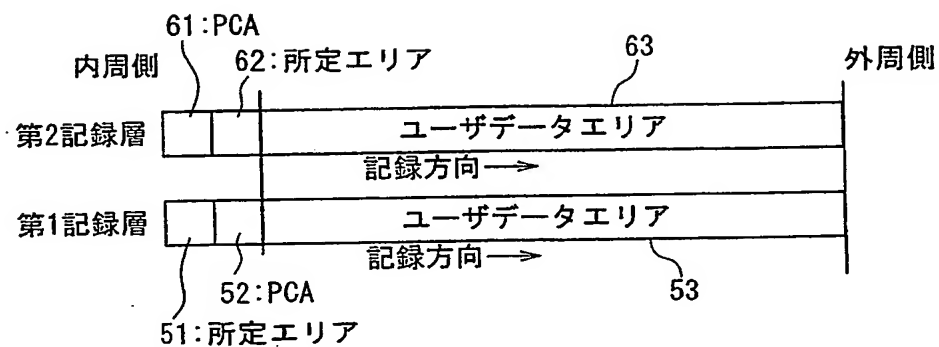 61:PCA
内周側
62:所定エリア
63
外周側
第2記録層
ユーザデータエリア
記録方向→
第1記録層
ユーザデータエリア
記録方向→
52:PCA
53
51:所定エリア